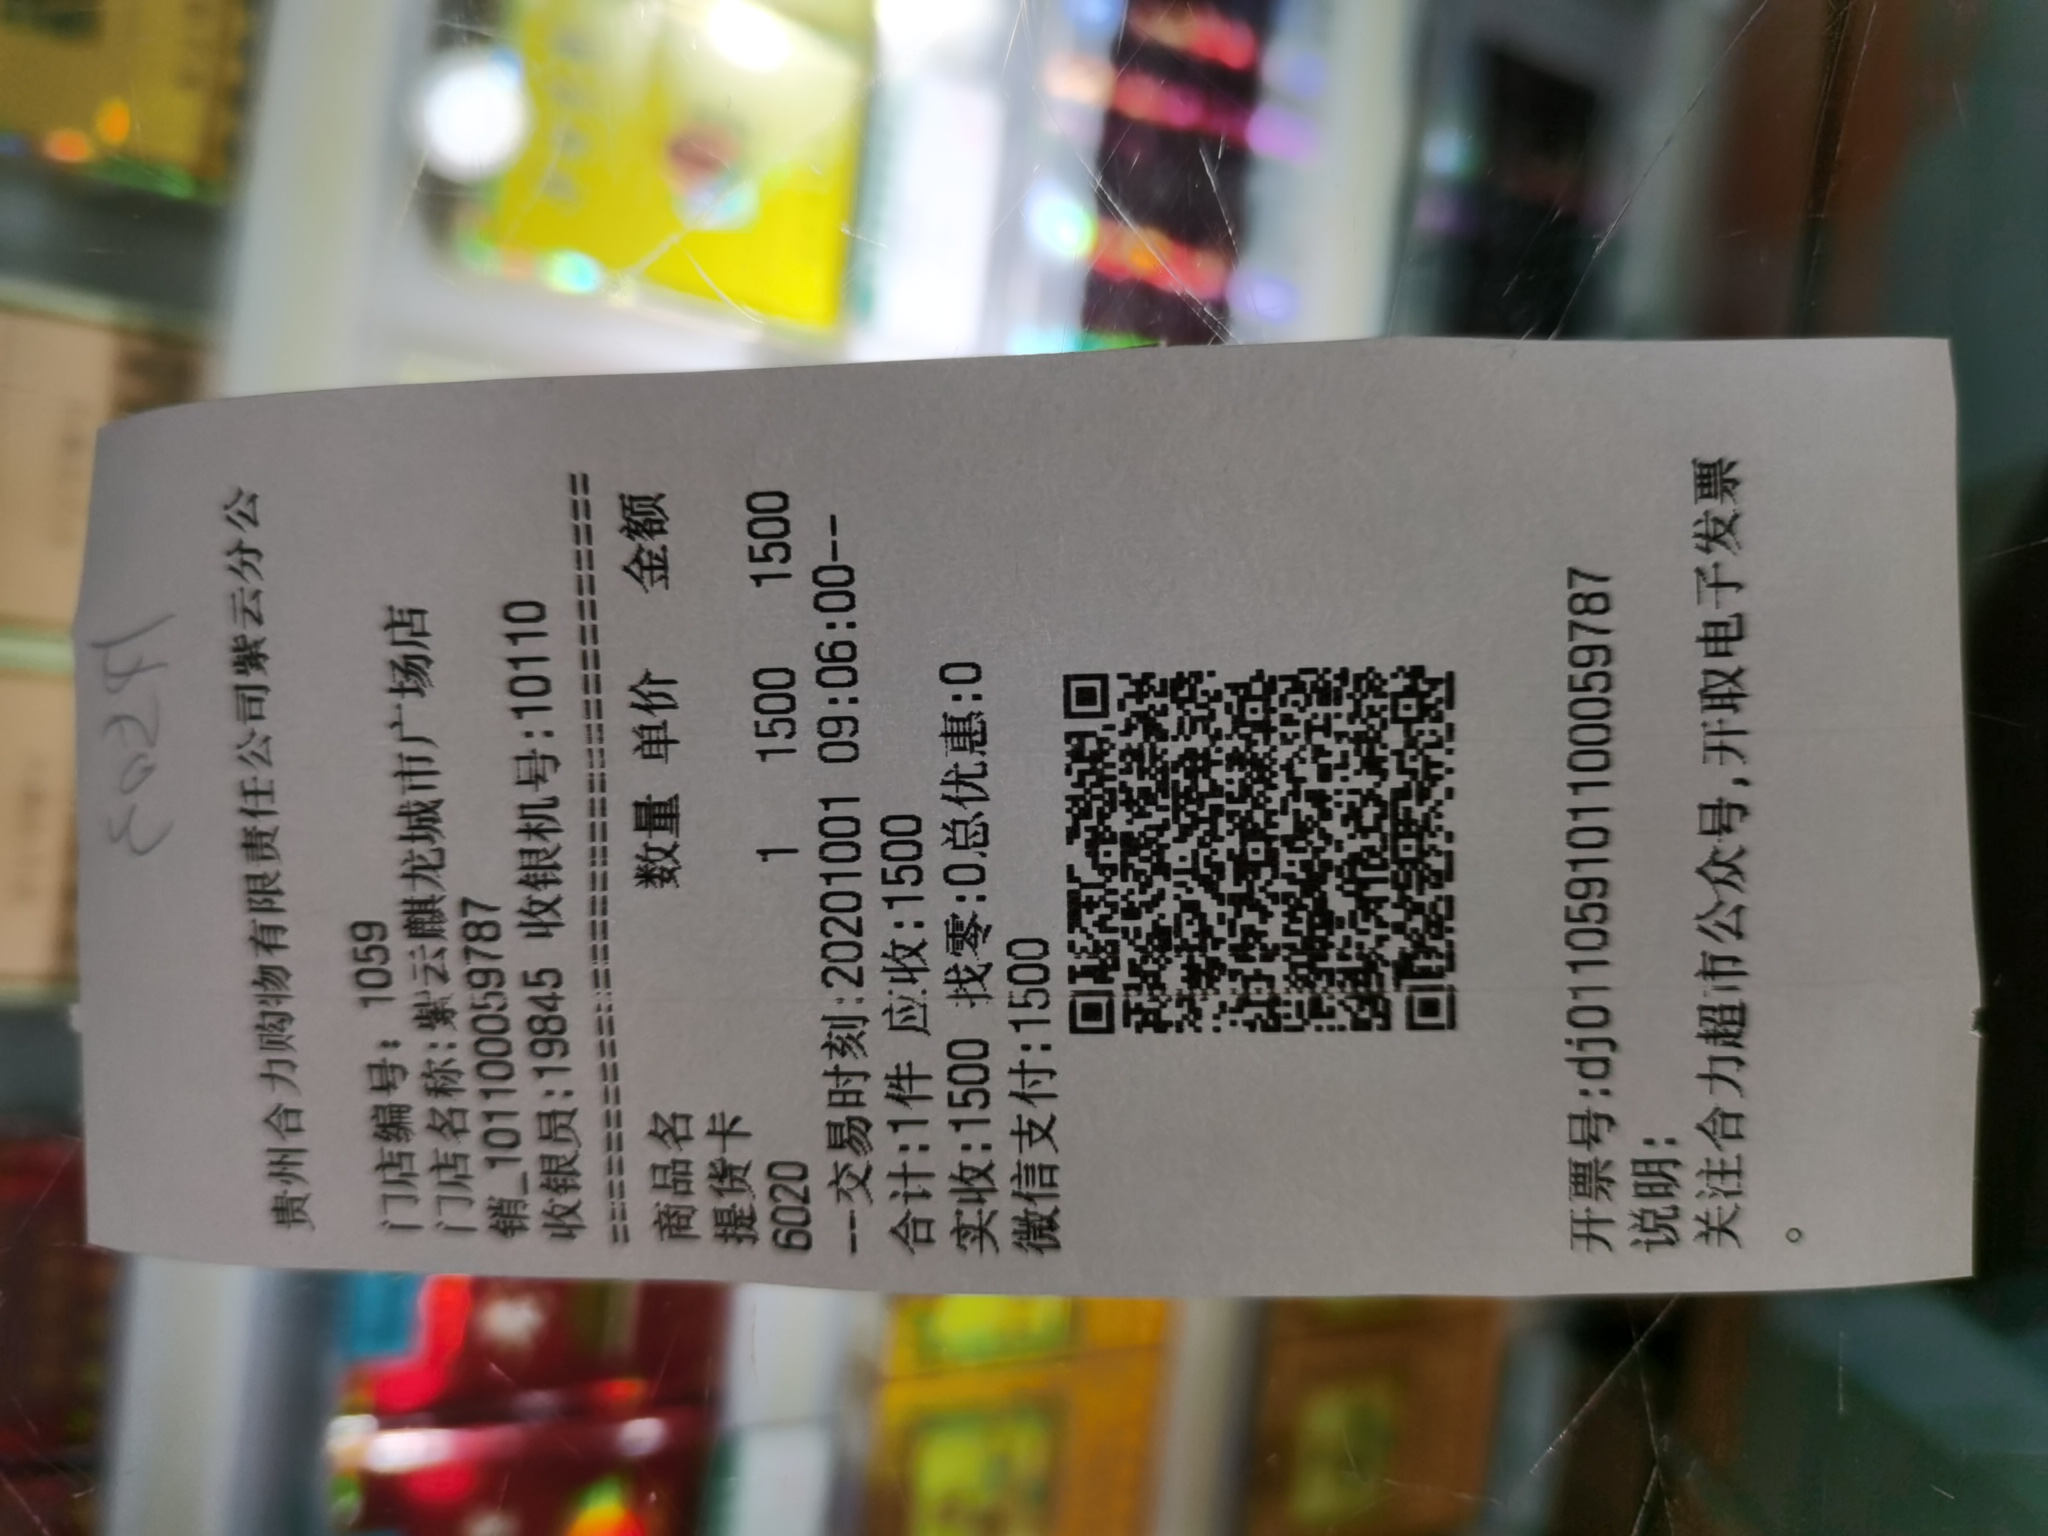 贵州合力购物有限责任公司紫云分公
门店编号: 1059
门店名称:紫云麒龙城市广场店
销_1011000059787
收银员:19845 收银机号:10110
商品名 数量 单价 金额
提货卡
6020 1 1500 1500
--交易时刻:20201001 09:06:00--
合计:1件 应收:1500
实收:1500 找零:0总优惠:0
微信支付:1500
开票号:dj01105910110000597​87
说明:
关注合力超市公众号,开取电子发票
。